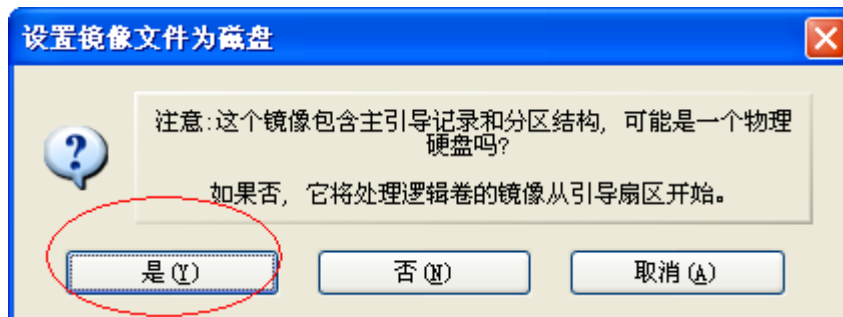 设置镜像文件为磁盘
注意:这个镜像包含主引导记录和分区结构, 可能是一个物理
硬盘吗?
如果否, 它将处理逻辑卷的镜像从引导扇区开始。
是(Y)
否(N)
取消(A)